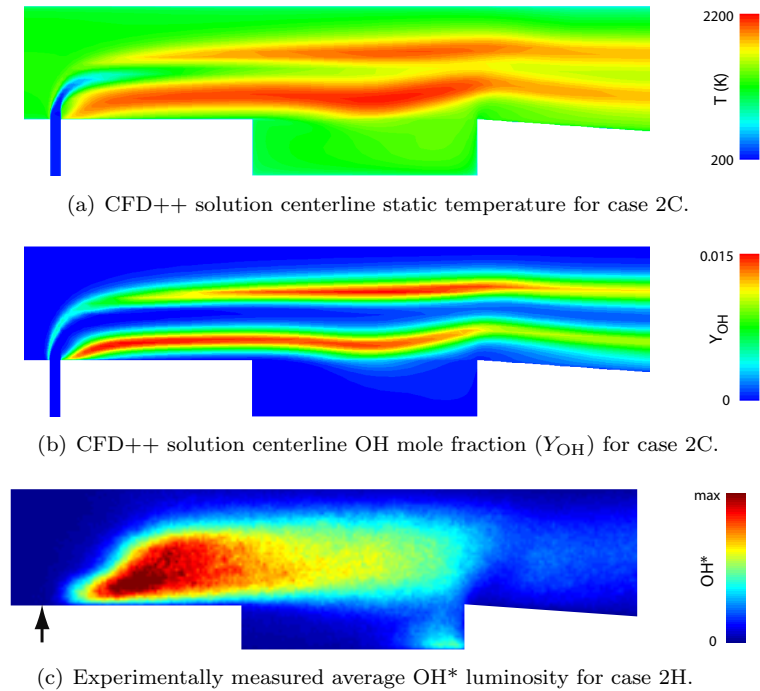 2200
T (K)
200
(a) CFD++ solution centerline static temperature for case 2C.
0.015
Y_OH
0
(b) CFD++ solution centerline OH mole fraction (Y_OH) for case 2C.
max
OH*
0
(c) Experimentally measured average OH* luminosity for case 2H.